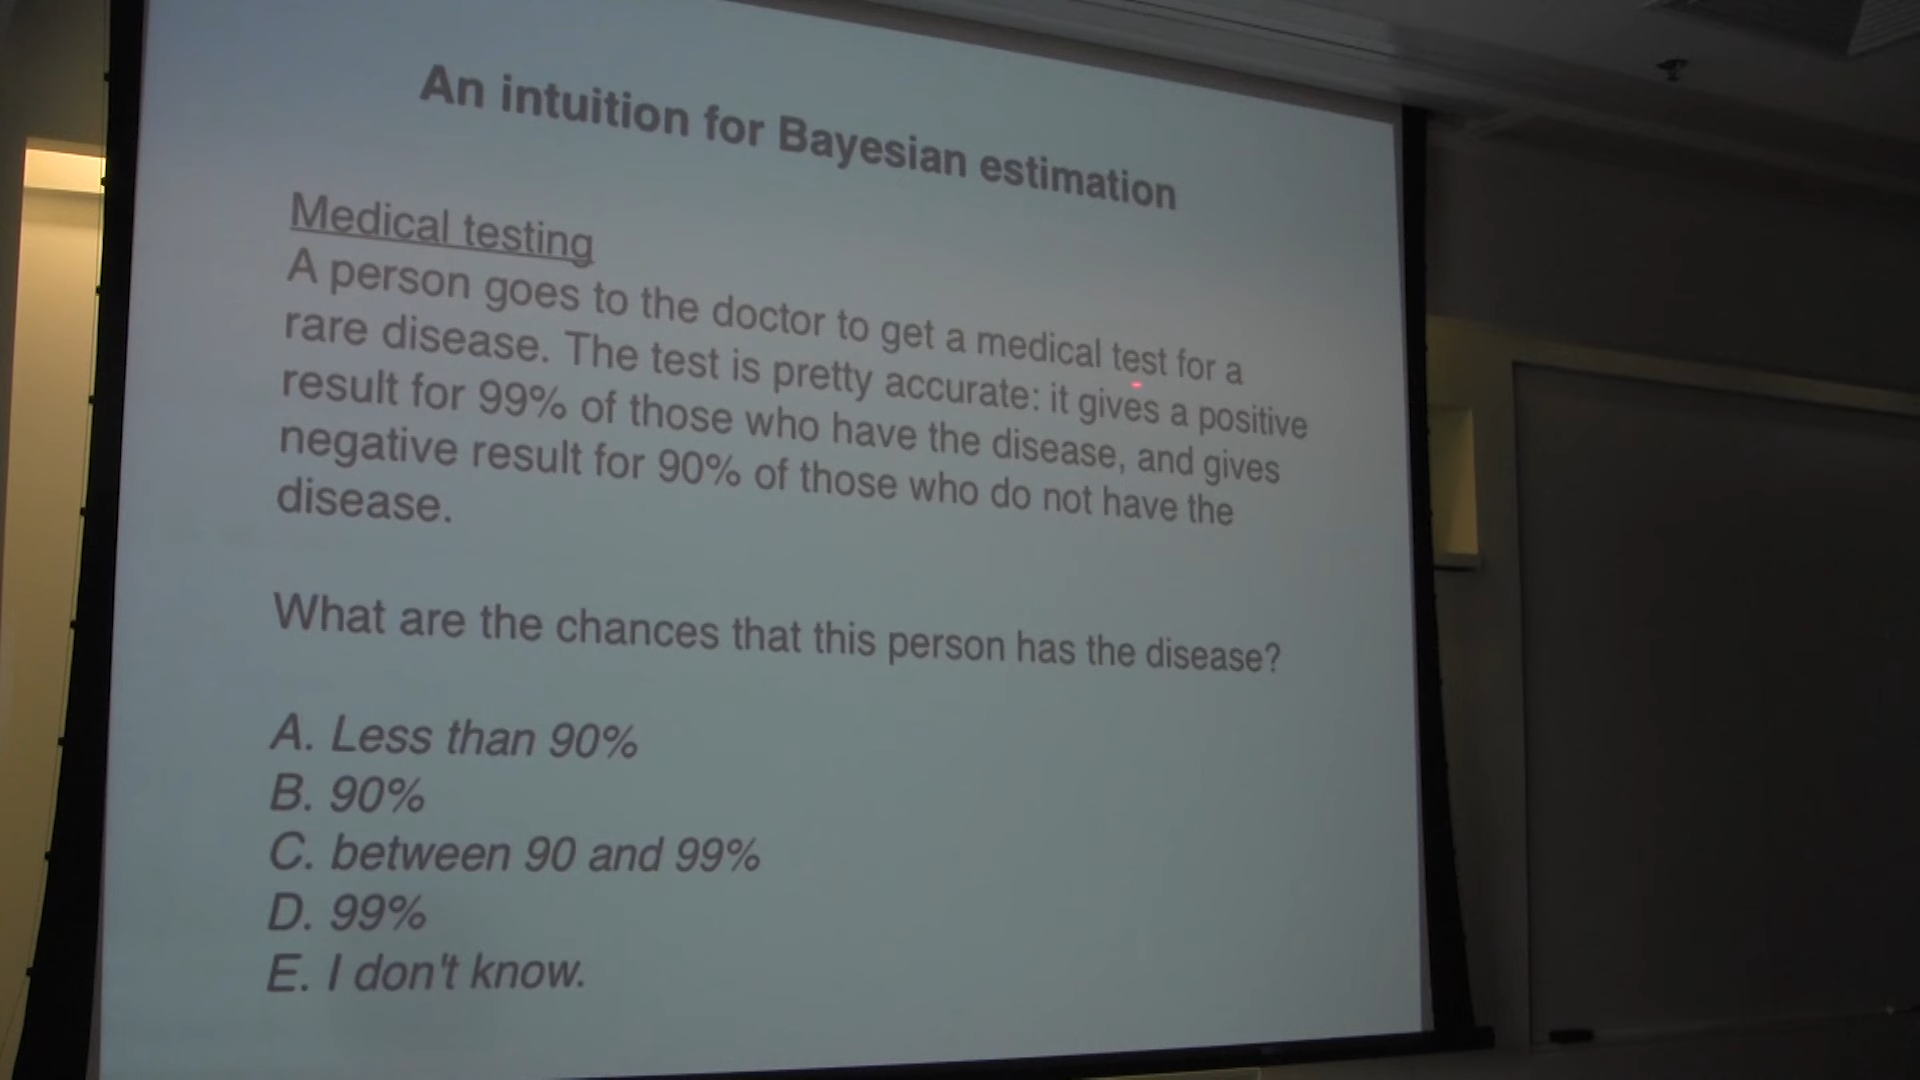 An intuition for Bayesian estimation
Medical testing
A person goes to the doctor to get a medical test for a
rare disease. The test is pretty accurate: it gives a positive
result for 99% of those who have the disease, and gives
negative result for 90% of those who do not have the
disease.
What are the chances that this person has the disease?
A. Less than 90%
B. 90%
C. between 90 and 99%
D. 99%
E. I don't know.